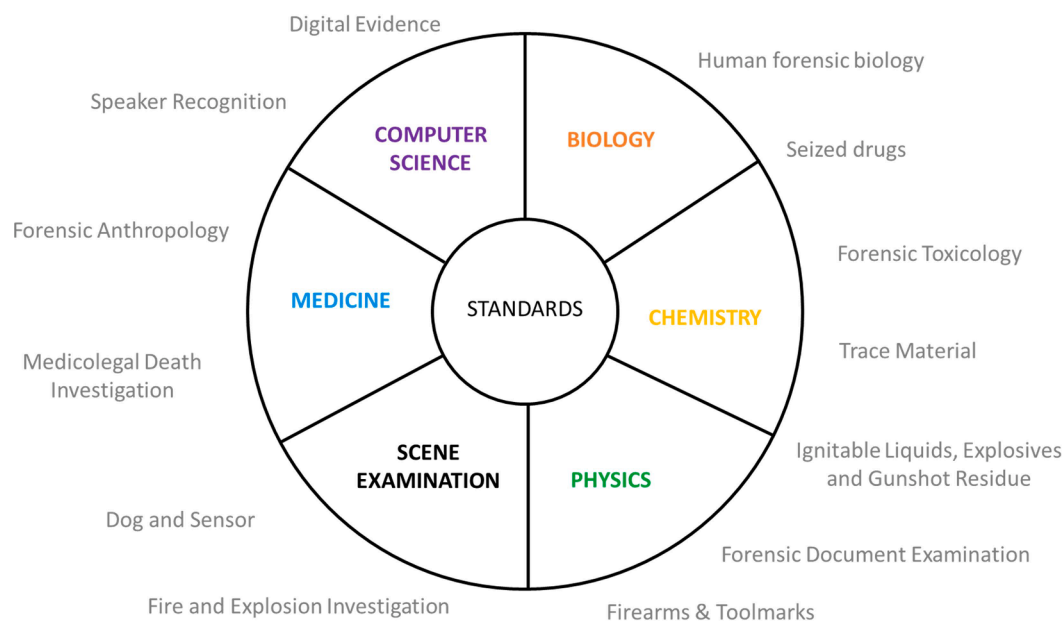 Digital Evidence
Human forensic biology
Speaker Recognition
COMPUTER
SCIENCE
BIOLOGY
Seized drugs
Forensic Anthropology
Forensic Toxicology
MEDICINE
STANDARDS
CHEMISTRY
Trace Material
Medicolegal Death
Investigation
SCENE
EXAMINATION
PHYSICS
Ignitable Liquids, Explosives
and Gunshot Residue
Dog and Sensor
Forensic Document Examination
Fire and Explosion Investigation
Firearms & Toolmarks